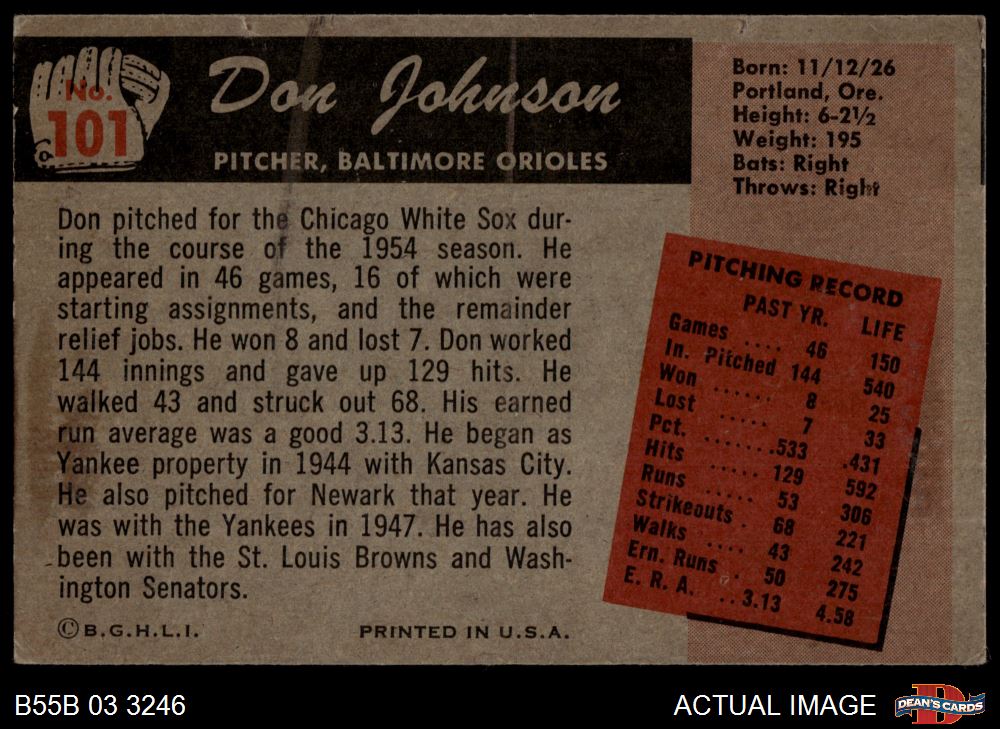 No.
101
Don Johnson
PITCHER, BALTIMORE ORIOLES
Born: 11/12/26
Portland, Ore.
Height: 6-2½
Weight: 195
Bats: Right
Throws: Right
Don pitched for the Chicago White Sox dur-
ing the course of the 1954 season. He
appeared in 46 games, 16 of which were
starting assignments, and the remainder
relief jobs. He won 8 and lost 7. Don worked
144 innings and gave up 129 hits. He
walked 43 and struck out 68. His earned
run average was a good 3.13. He began as
Yankee property in 1944 with Kansas City.
He also pitched for Newark that year. He
was with the Yankees in 1947. He has also
been with the St. Louis Browns and Wash-
ington Senators.
©B.G.H.L.I. PRINTED IN U.S.A.
PITCHING RECORD
PAST YR. LIFE
Games .... 46 150
In. Pitched 144 540
Won ...... 8 25
Lost ..... 7 33
Pct. .......533 .431
Hits ..... 129 592
Runs ..... 53 306
Strikeouts . 68 221
Walks .... 43 242
Ern. Runs . 50 275
E. R. A. ..3.13 4.58
B55B 03 3246
ACTUAL IMAGE
D
DEAN'S CARDS